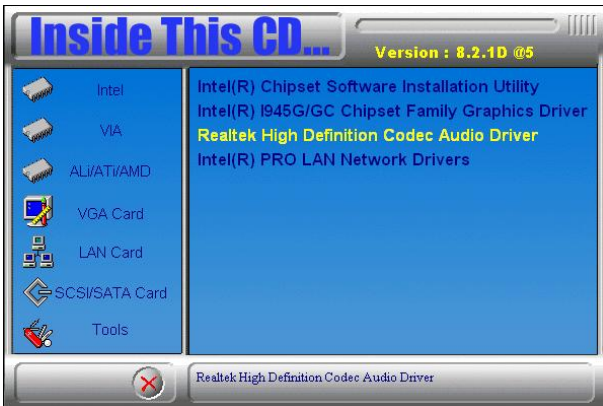 Inside This CD...
Version : 8.2.1D @5
Intel
VIA
ALi/ATi/AMD
VGA Card
LAN Card
SCSI/SATA Card
Tools
Intel(R) Chipset Software Installation Utility
Intel(R) I945G/GC Chipset Family Graphics Driver
Realtek High Definition Codec Audio Driver
Intel(R) PRO LAN Network Drivers
Realtek High Definition Codec Audio Driver